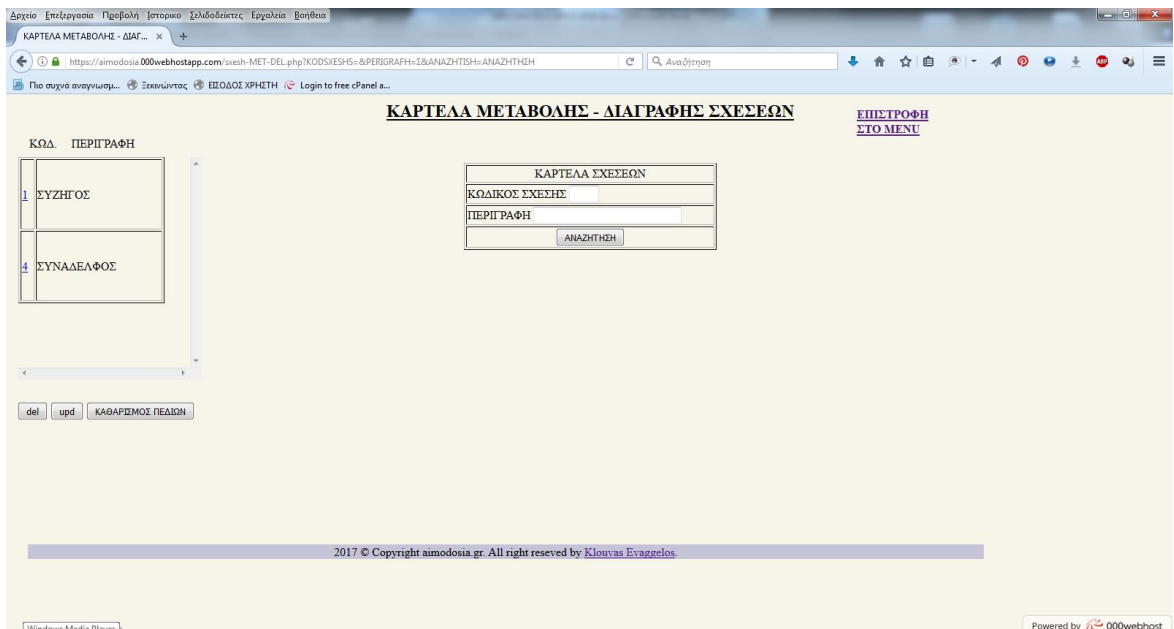 Αρχείο Επεξεργασία Προβολή Ιστορικο Σελιδοδείκτες Εργαλεία Βοήθεια
ΚΑΡΤΕΛΑ ΜΕΤΑΒΟΛΗΣ - ΔΙΑΓ... × +
https://aimodosia.000webhostapp.com/sxesh-MET-DEL.php?KODSXESHS=&PERIGRAFH=Σ&ANAZHTISH=ΑΝΑΖΗΤΗΣΗ
Αναζήτηση
ABP
Πιο συχνά αναγνωσμ... Ξεκινώντας ΕΙΣΟΔΟΣ ΧΡΗΣΤΗ Login to free cPanel a...
ΚΑΡΤΕΛΑ ΜΕΤΑΒΟΛΗΣ - ΔΙΑΓΡΑΦΗΣ ΣΧΕΣΕΩΝ
ΕΠΙΣΤΡΟΦΗ
ΣΤΟ MENU
ΚΩΔ. ΠΕΡΙΓΡΑΦΗ
1 ΣΥΖΗΓΟΣ
4 ΣΥΝΑΔΕΛΦΟΣ
ΚΑΡΤΕΛΑ ΣΧΕΣΕΩΝ
ΚΩΔΙΚΟΣ ΣΧΕΣΗΣ
ΠΕΡΙΓΡΑΦΗ
ΑΝΑΖΗΤΗΣΗ
del upd ΚΑΘΑΡΙΣΜΟΣ ΠΕΔΙΩΝ
2017 © Copyright aimodosia.gr. All right reseved by Klouvas Evaggelos.
Windows Media Player
Powered by 000webhost